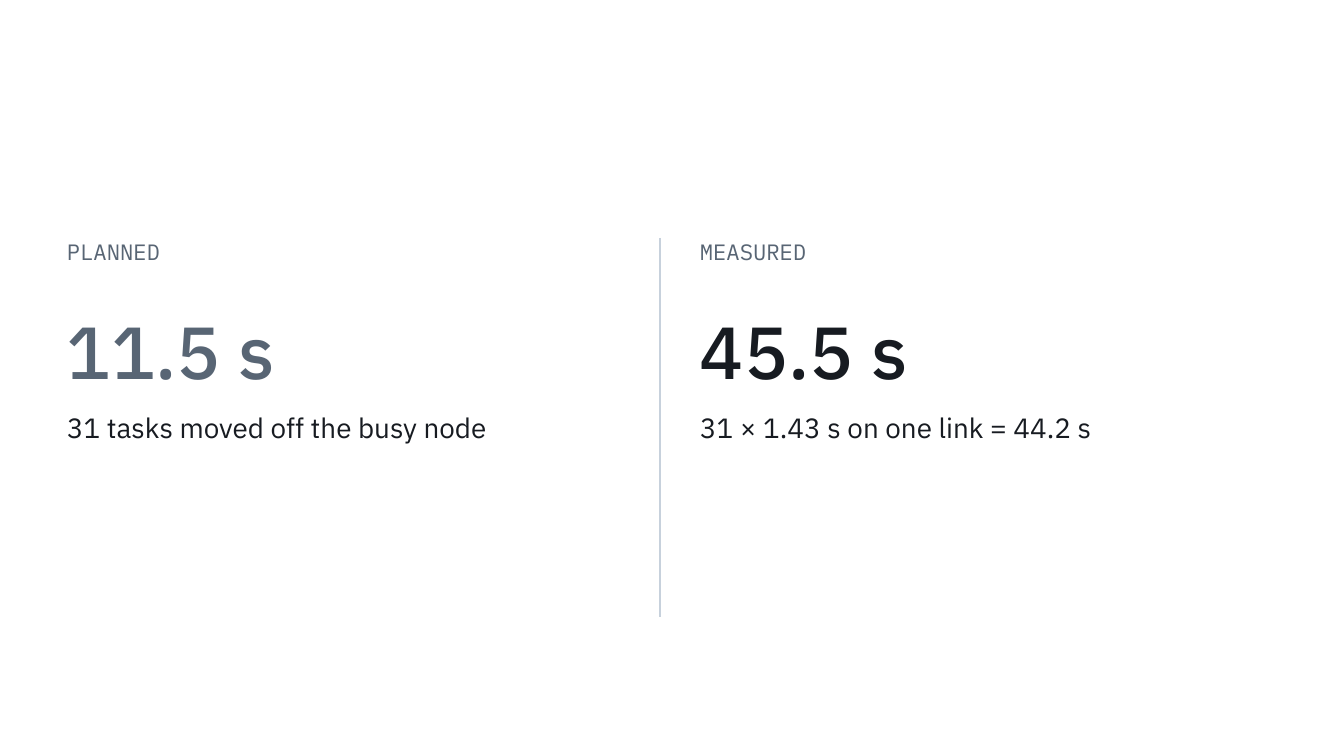 PLANNED
11.5 s
31 tasks moved off the busy node
MEASURED
45.5 s
31 × 1.43 s on one link = 44.2 s